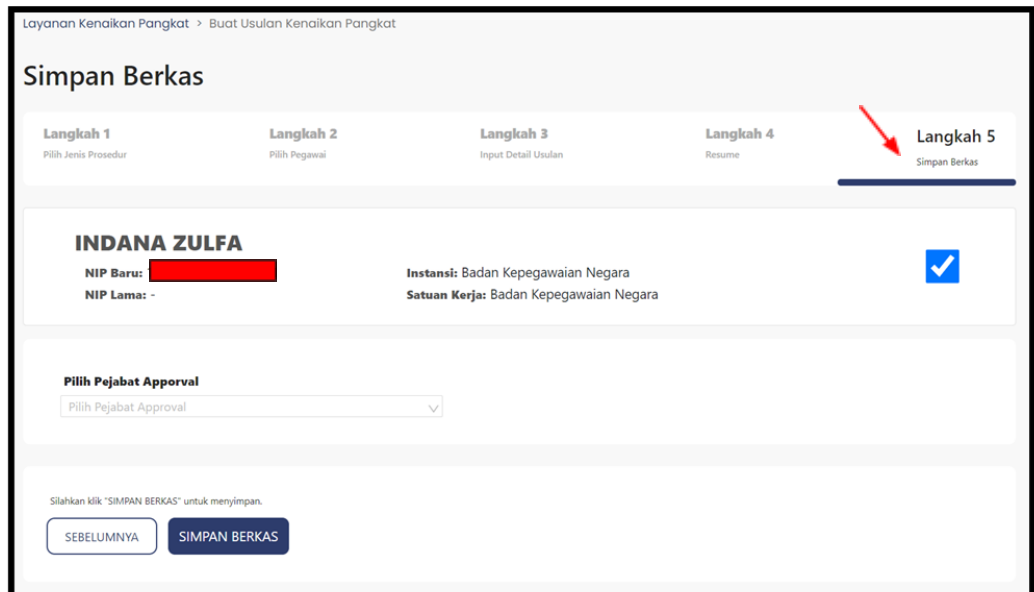 Layanan Kenaikan Pangkat > Buat Usulan Kenaikan Pangkat
Simpan Berkas
Langkah 1
Pilih Jenis Prosedur
Langkah 2
Pilih Pegawai
Langkah 3
Input Detail Usulan
Langkah 4
Resume
Langkah 5
Simpan Berkas
INDANA ZULFA
NIP Baru:
NIP Lama: -
Instansi: Badan Kepegawaian Negara
Satuan Kerja: Badan Kepegawaian Negara
Pilih Pejabat Apporval
Pilih Pejabat Approval
Silahkan klik "SIMPAN BERKAS" untuk menyimpan.
SEBELUMNYA
SIMPAN BERKAS